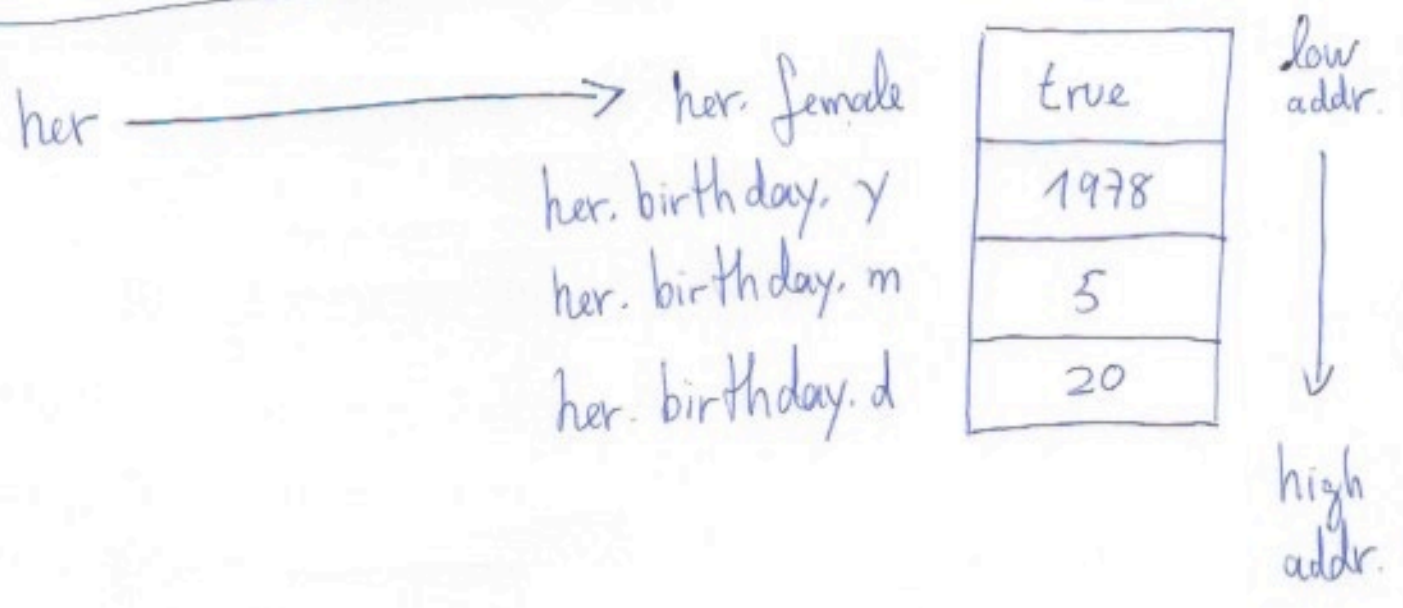 her her. female true low addr.
her. birthday. y 1978
her. birthday. m 5
her. birthday. d 20
high addr.